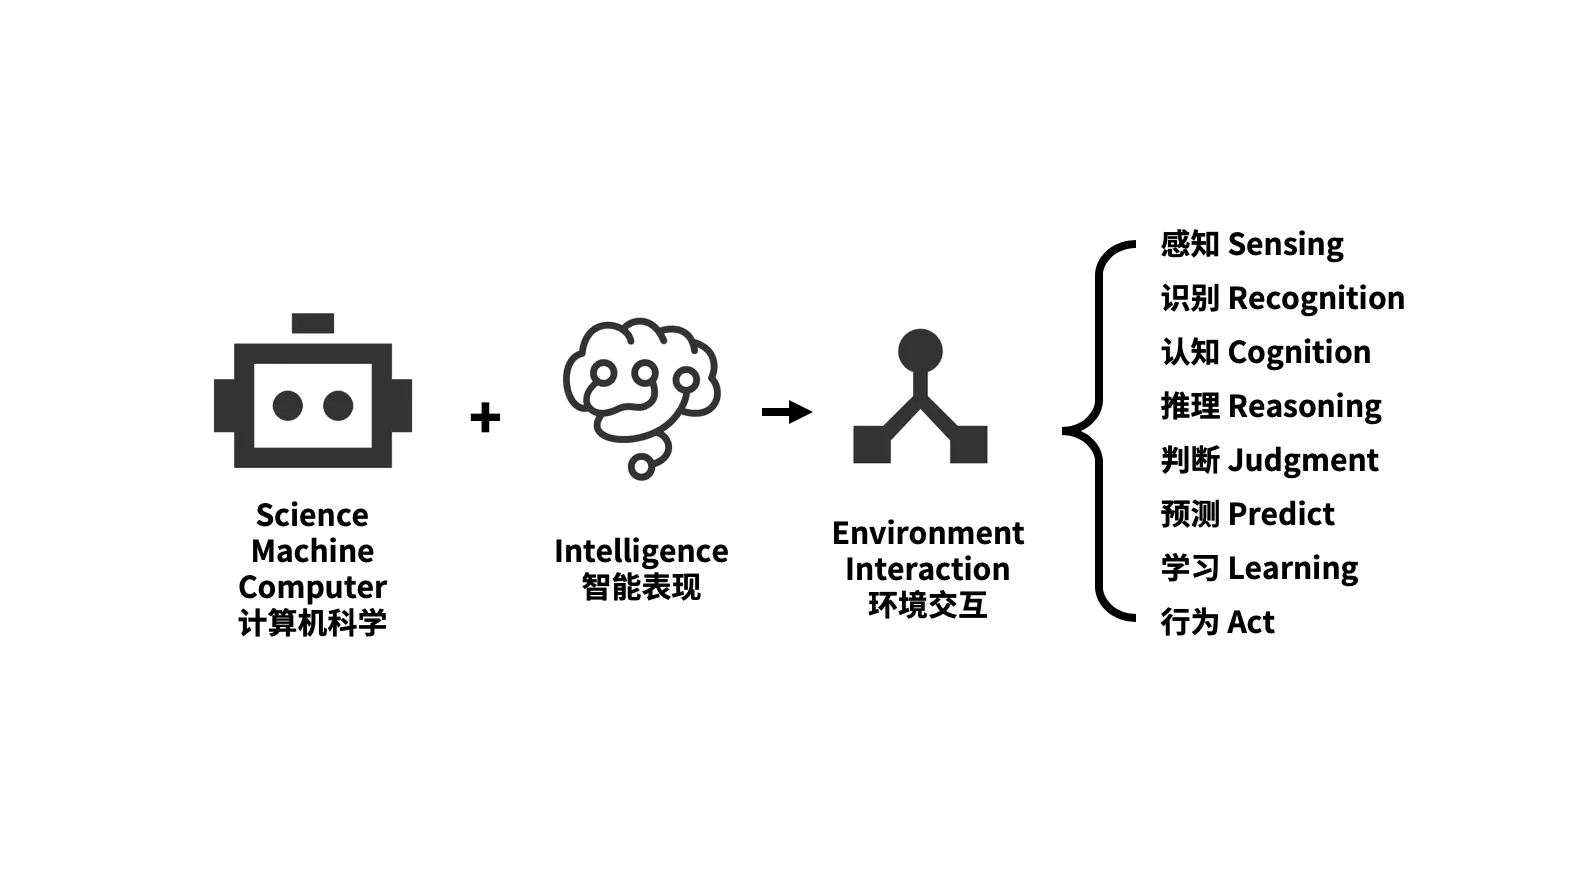 Science
Machine
Computer
计算机科学
+
Intelligence
智能表现
Environment
Interaction
环境交互
感知 Sensing
识别 Recognition
认知 Cognition
推理 Reasoning
判断 Judgment
预测 Predict
学习 Learning
行为 Act